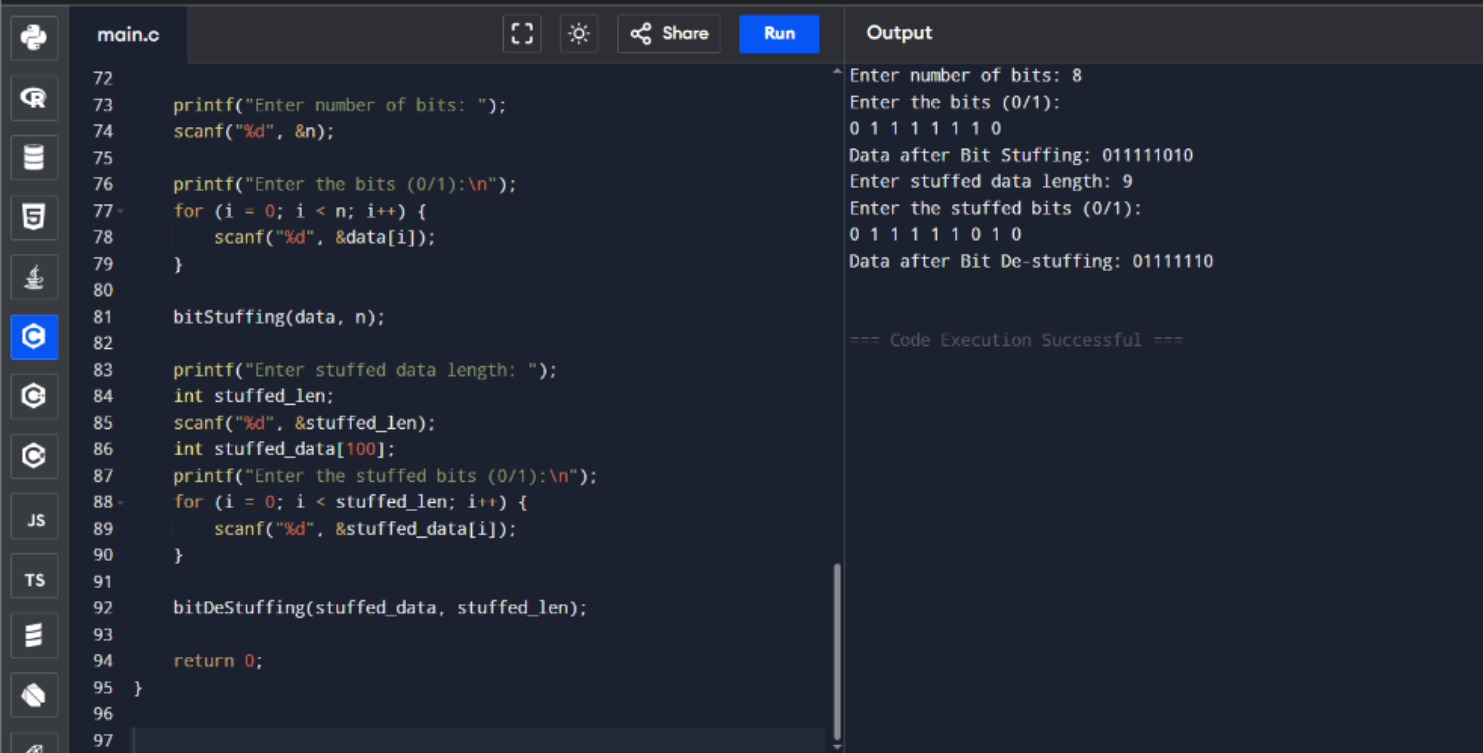 main.c
Share
Run
Output
72
73 printf("Enter number of bits: ");
74 scanf("%d", &n);
75
76 printf("Enter the bits (0/1):\n");
77 for (i = 0; i < n; i++) {
78 scanf("%d", &data[i]);
79 }
80
81 bitStuffing(data, n);
82
83 printf("Enter stuffed data length: ");
84 int stuffed_len;
85 scanf("%d", &stuffed_len);
86 int stuffed_data[100];
87 printf("Enter the stuffed bits (0/1):\n");
88 for (i = 0; i < stuffed_len; i++) {
89 scanf("%d", &stuffed_data[i]);
90 }
91
92 bitDeStuffing(stuffed_data, stuffed_len);
93
94 return 0;
95 }
96
97
Enter number of bits: 8
Enter the bits (0/1):
0 1 1 1 1 1 1 0
Data after Bit Stuffing: 011111010
Enter stuffed data length: 9
Enter the stuffed bits (0/1):
0 1 1 1 1 1 0 1 0
Data after Bit De-stuffing: 01111110
=== Code Execution Successful ===
R
5
C
C
C
JS
TS